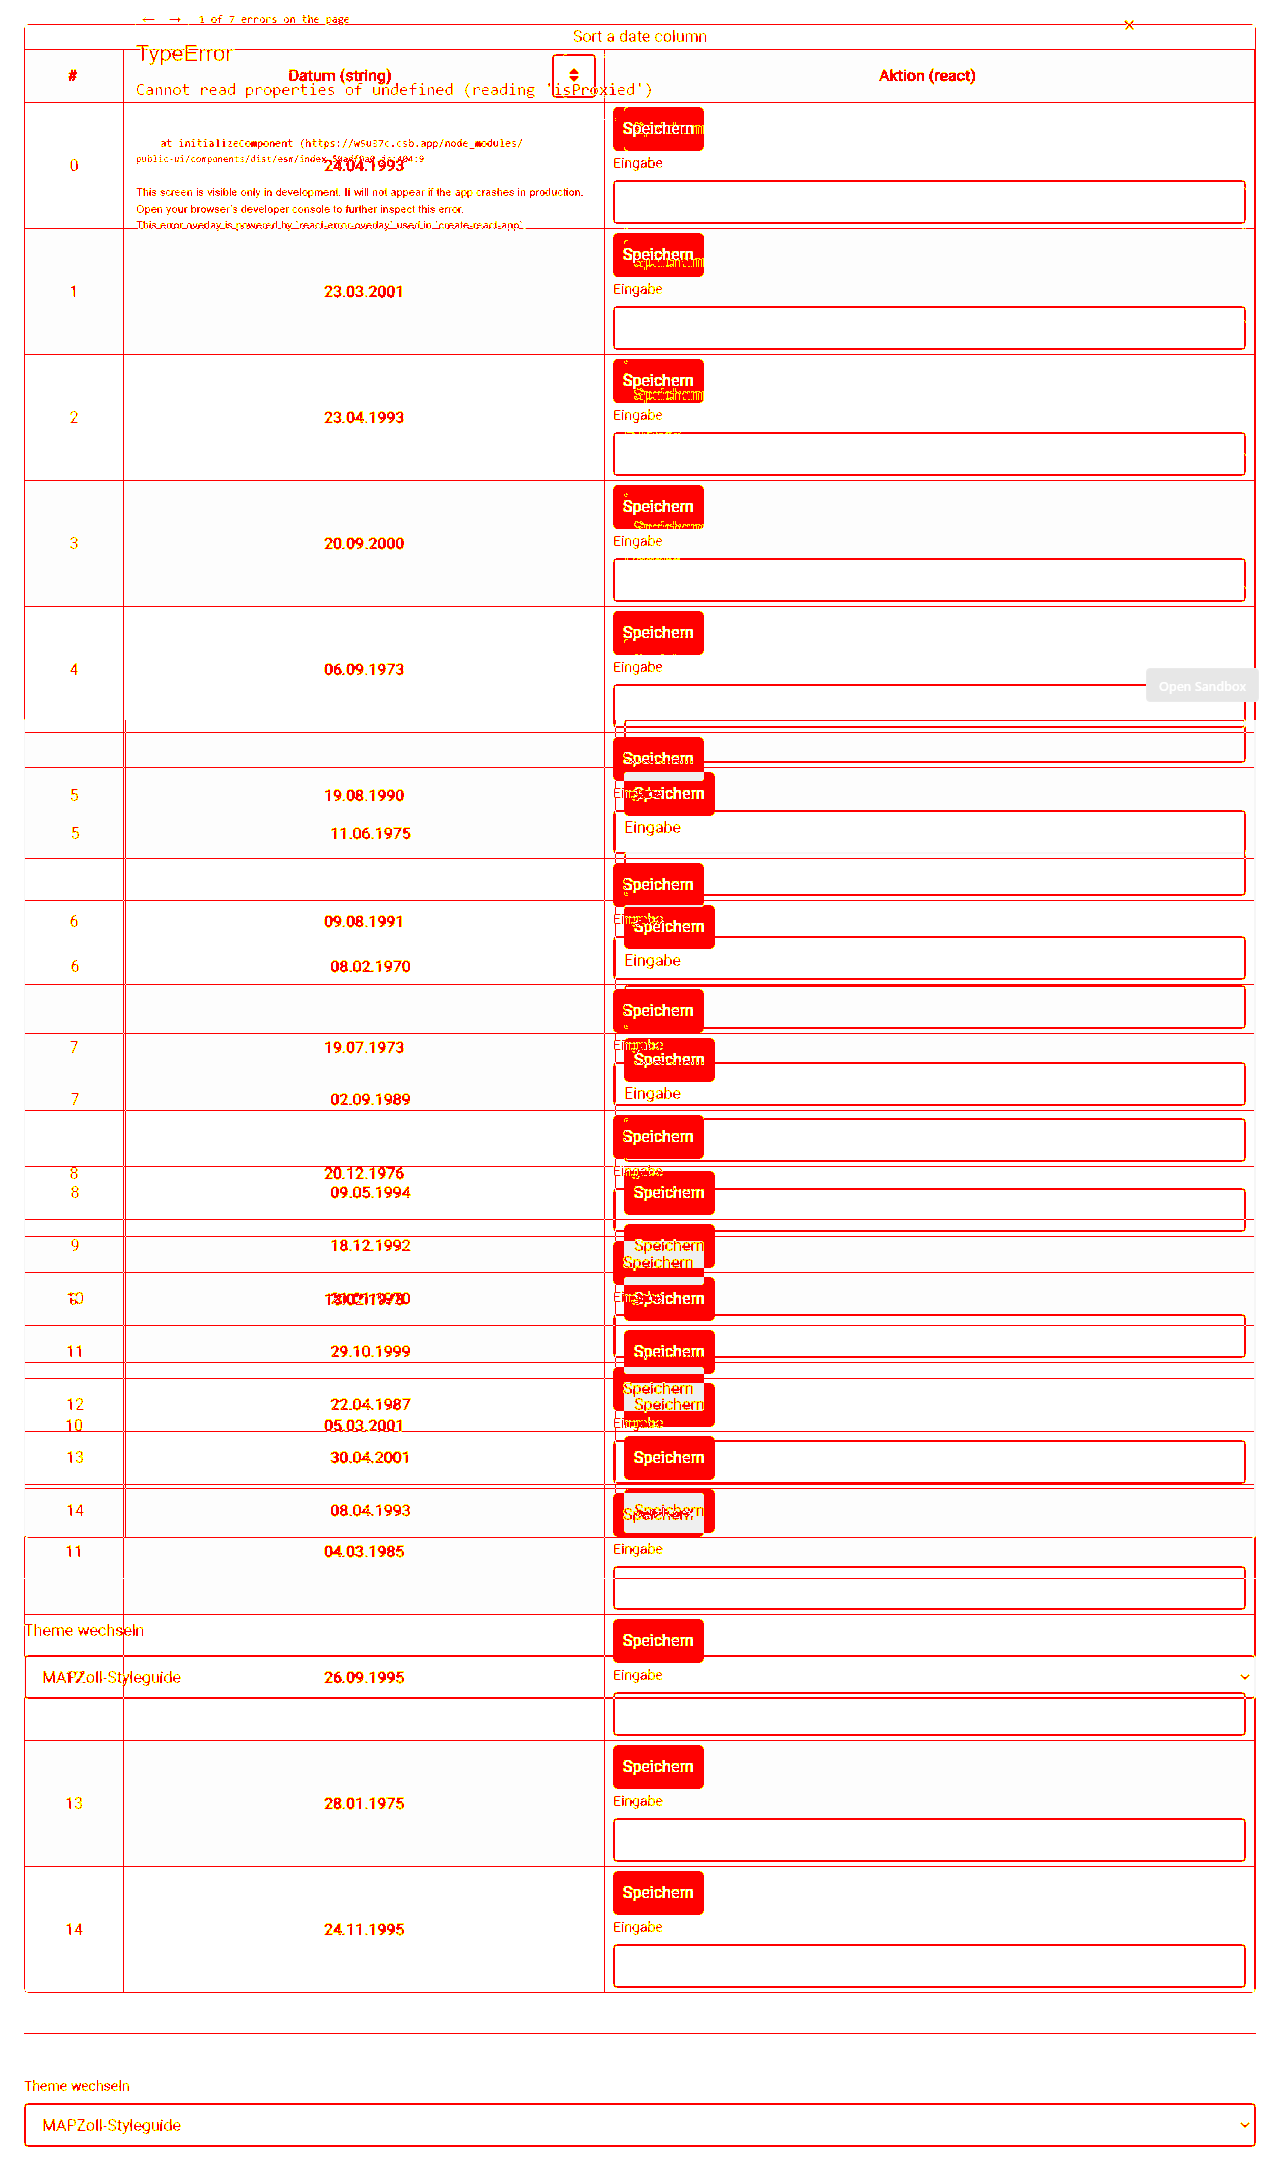 ← → 1 of 7 errors on the page ×
Sort a date column
TypeError
# Datum (string) Aktion (react)
Cannot read properties of undefined (reading 'isProxied')
Speichern
at initializeComponent (https://w5u87c.csb.app/node_modules/
public-ui/components/dist/esm/index
Eingabe
0 24.04.1993
This screen is visible only in development. It will not appear if the app crashes in production.
Open your browser's developer console to further inspect this error.
This error overlay is powered by `react-error-overlay` used in `create-react-app`.
Speichern
Eingabe
1 23.03.2001
Speichern
Eingabe
2 23.04.1993
Speichern
Eingabe
3 20.09.2000
Speichern
Eingabe
4 06.09.1973
Open Sandbox
Speichern
5 19.08.1990 Speichern
5 11.06.1975 Eingabe
Speichern
6 09.08.1991 Speichern
6 08.02.1970 Eingabe
Speichern
7 19.07.1973 Speichern
7 02.09.1989 Eingabe
Speichern
8 20.12.1976
8 09.05.1994 Speichern
9 18.12.1992 Speichern
Speichern
10 Speichern
11 29.10.1999 Speichern
Speichern
12 22.04.1987 Speichern
10 05.03.2001
13 30.04.2001 Speichern
14 08.04.1993 Speichern
11 04.03.1985 Eingabe
Theme wechseln Speichern
Eingabe
MAPZoll-Styleguide 26.09.1995
Speichern
Eingabe
13 28.01.1975
Speichern
Eingabe
14 24.11.1995
Theme wechseln
MAPZoll-Styleguide